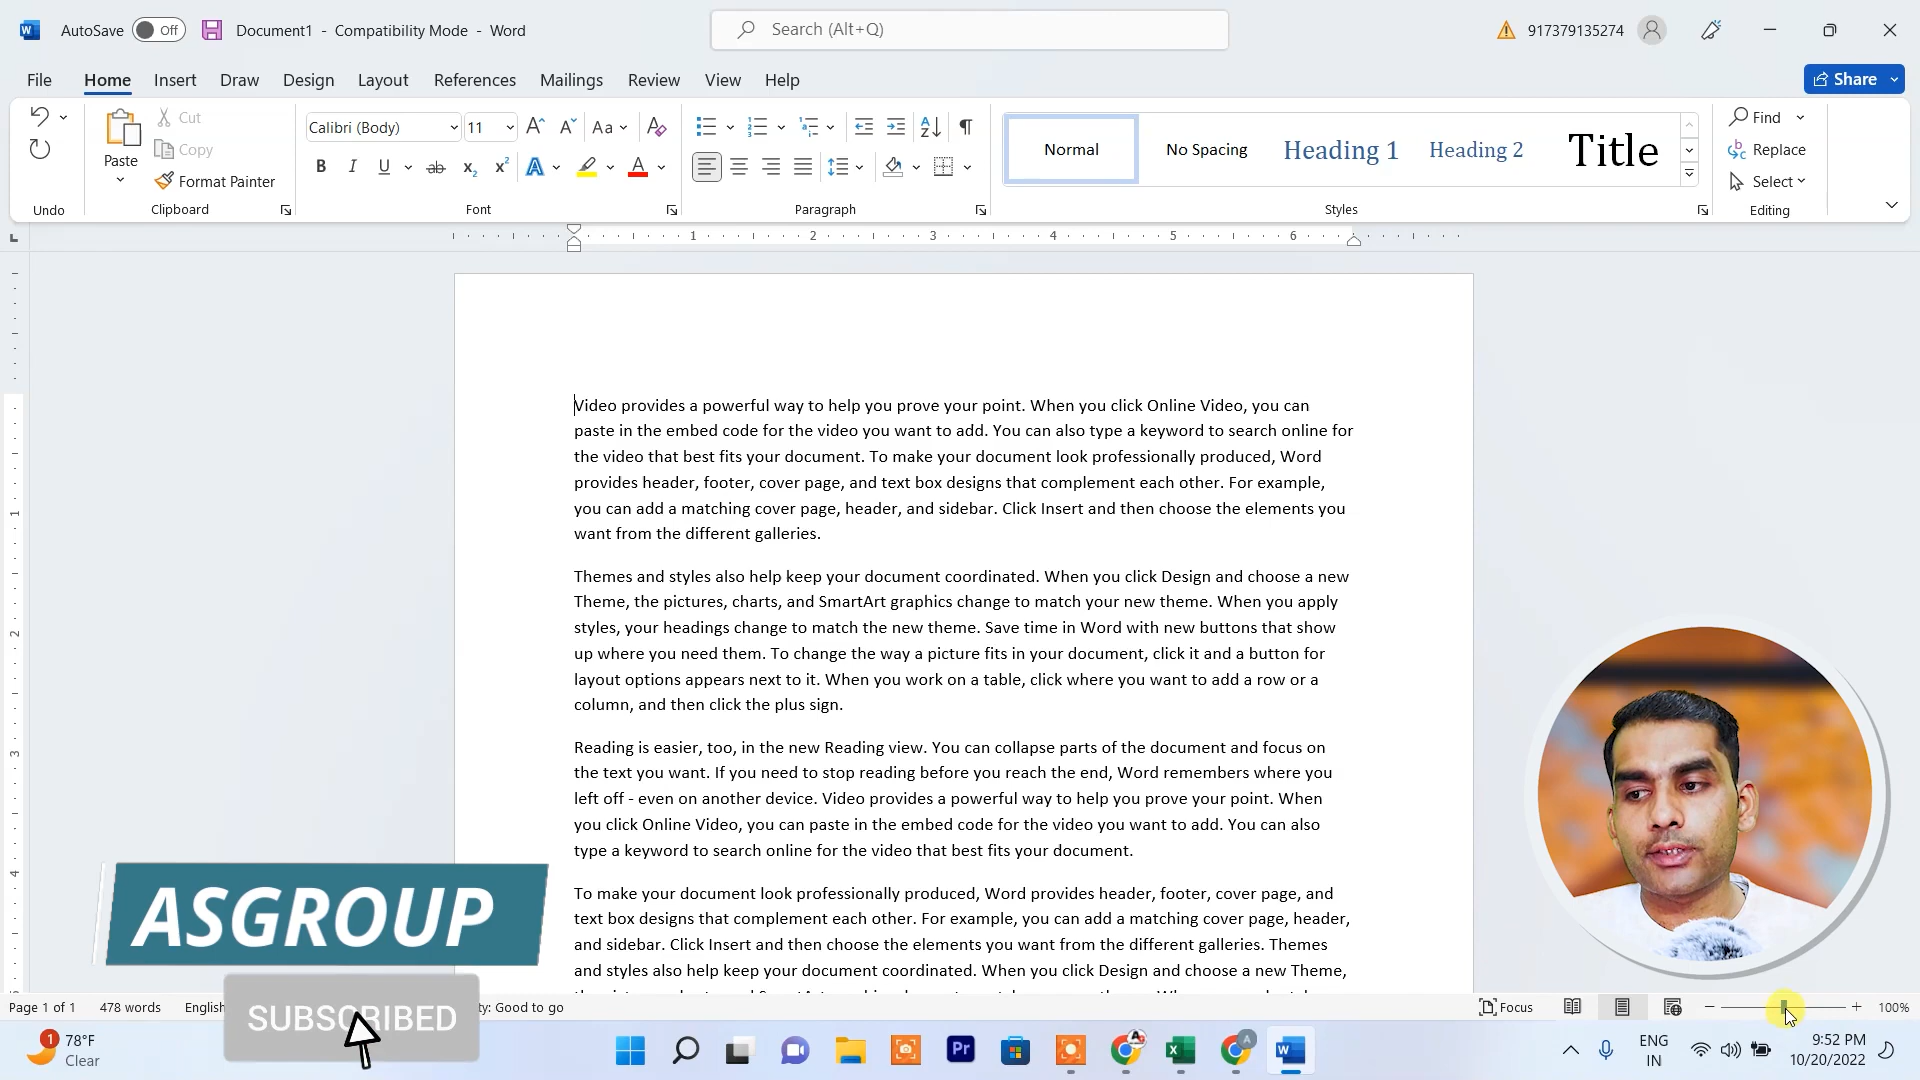 AutoSave Off Document1 - Compatibility Mode - Word Search (Alt+Q) 917379135274
File Home Insert Draw Design Layout References Mailings Review View Help Share
Calibri (Body) 11 Aa
Cut
Copy
Paste
Format Painter
Normal No Spacing Heading 1 Heading 2 Title
Find
Replace
Select
Undo Clipboard Font Paragraph Styles Editing
1 2 3 4 5 6
Video provides a powerful way to help you prove your point. When you click Online Video, you can
paste in the embed code for the video you want to add. You can also type a keyword to search online for
the video that best fits your document. To make your document look professionally produced, Word
provides header, footer, cover page, and text box designs that complement each other. For example,
you can add a matching cover page, header, and sidebar. Click Insert and then choose the elements you
want from the different galleries.
Themes and styles also help keep your document coordinated. When you click Design and choose a new
Theme, the pictures, charts, and SmartArt graphics change to match your new theme. When you apply
styles, your headings change to match the new theme. Save time in Word with new buttons that show
up where you need them. To change the way a picture fits in your document, click it and a button for
layout options appears next to it. When you work on a table, click where you want to add a row or a
column, and then click the plus sign.
Reading is easier, too, in the new Reading view. You can collapse parts of the document and focus on
the text you want. If you need to stop reading before you reach the end, Word remembers where you
left off - even on another device. Video provides a powerful way to help you prove your point. When
you click Online Video, you can paste in the embed code for the video you want to add. You can also
type a keyword to search online for the video that best fits your document.
To make your document look professionally produced, Word provides header, footer, cover page, and
text box designs that complement each other. For example, you can add a matching cover page, header,
and sidebar. Click Insert and then choose the elements you want from the different galleries. Themes
and styles also help keep your document coordinated. When you click Design and choose a new Theme,
ASGROUP
SUBSCRIBED
Page 1 of 1 478 words English ty: Good to go Focus 100%
1 78°F
Clear
ENG
IN
9:52 PM
10/20/2022